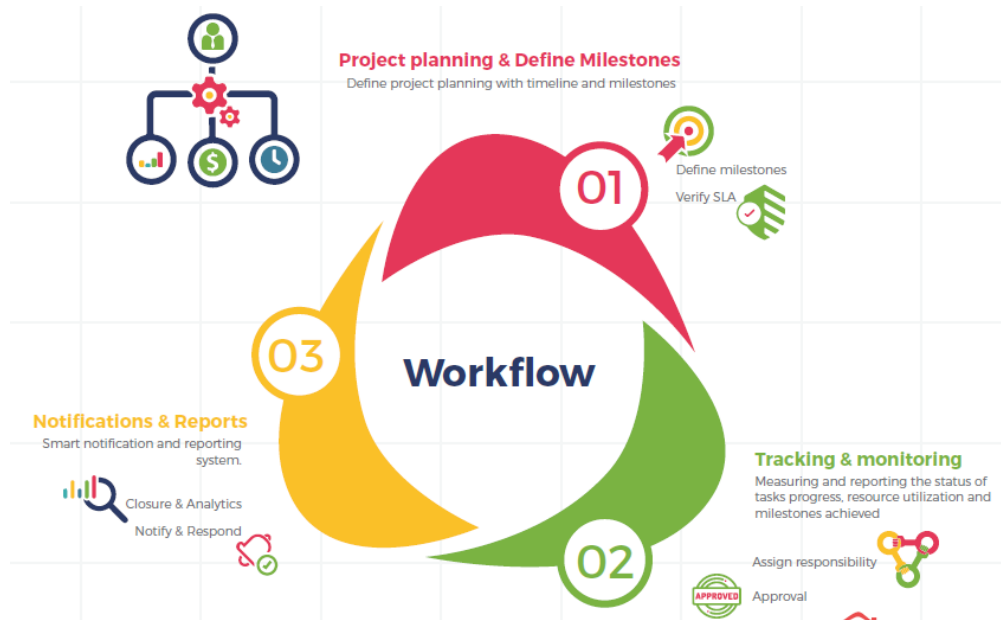 Project planning & Define Milestones
Define project planning with timeline and milestones
01
Define milestones
Verify SLA
Workflow
03
Notifications & Reports
Smart notification and reporting
system.
Closure & Analytics
Notify & Respond
02
Tracking & monitoring
Measuring and reporting the status of
tasks progress, resource utilization and
milestones achieved
Assign responsibility
APPROVED
Approval